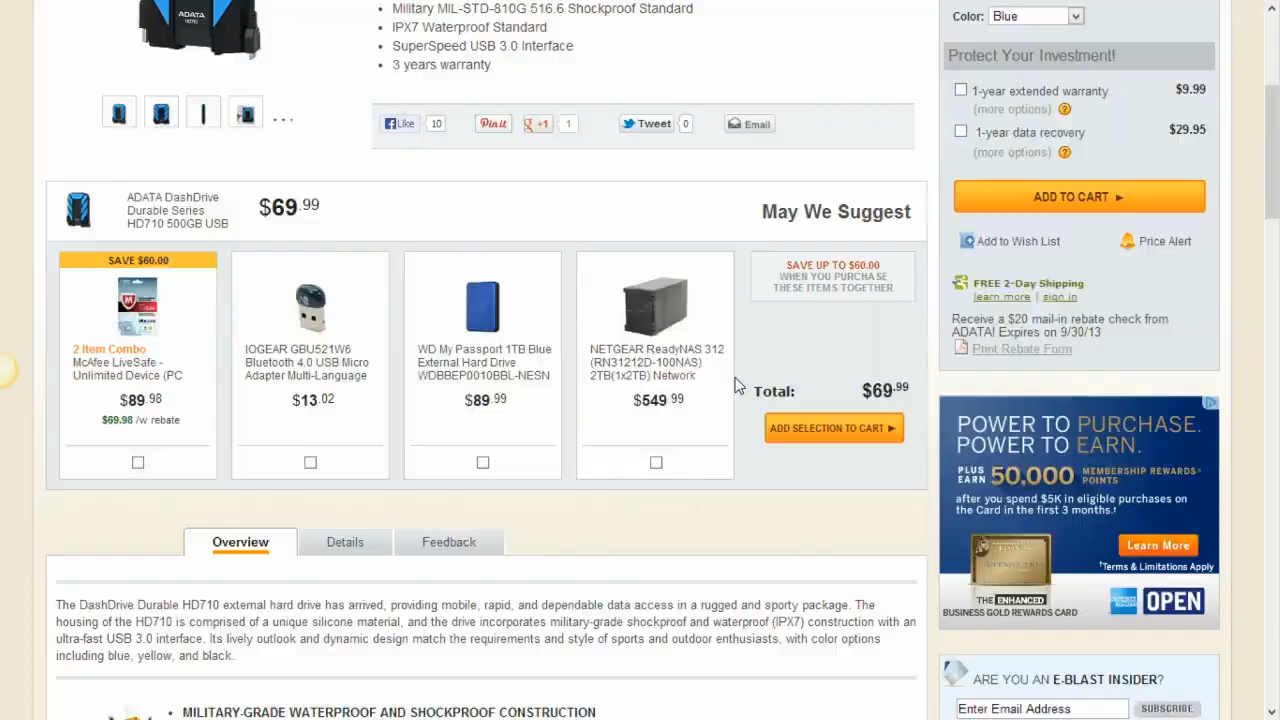 ADATA
Military MIL-STD-810G 516.6 Shockproof Standard
IPX7 Waterproof Standard
SuperSpeed USB 3.0 Interface
3 years warranty
. . .
Like 10
Pin it
+1 1
Tweet 0
Email
ADATA DashDrive
Durable Series
HD710 500GB USB
$69.99
May We Suggest
SAVE $60.00
2 Item Combo
McAfee LiveSafe -
Unlimited Device (PC
$89.98
$69.98 /w rebate
IOGEAR GBU521W6
Bluetooth 4.0 USB Micro
Adapter Multi-Language
$13.02
WD My Passport 1TB Blue
External Hard Drive
WDBBEP0010BBL-NESN
$89.99
NETGEAR ReadyNAS 312
(RN31212D-100NAS)
2TB(1x2TB) Network
$549.99
SAVE UP TO $60.00
WHEN YOU PURCHASE
THESE ITEMS TOGETHER
Total: $69.99
ADD SELECTION TO CART
Overview
Details
Feedback
The DashDrive Durable HD710 external hard drive has arrived, providing mobile, rapid, and dependable data access in a rugged and sporty package. The
housing of the HD710 is comprised of a unique silicone material, and the drive incorporates military-grade shockproof and waterproof (IPX7) construction with an
ultra-fast USB 3.0 interface. Its lively outlook and dynamic design match the requirements and style of sports and outdoor enthusiasts, with color options
including blue, yellow, and black.
MILITARY-GRADE WATERPROOF AND SHOCKPROOF CONSTRUCTION
Color: Blue
Protect Your Investment!
1-year extended warranty $9.99
(more options) ?
1-year data recovery $29.95
(more options) ?
ADD TO CART
Add to Wish List
Price Alert
FREE 2-Day Shipping
learn more | sign in
Receive a $20 mail-in rebate check from
ADATA! Expires on 9/30/13
Print Rebate Form
POWER TO PURCHASE.
POWER TO EARN.
PLUS EARN 50,000 MEMBERSHIP REWARDS® POINTS
after you spend $5K in eligible purchases on
the Card in the first 3 months.†
Learn More
†Terms & Limitations Apply
THE ENHANCED
BUSINESS GOLD REWARDS CARD
OPEN
ARE YOU AN E-BLAST INSIDER?
Enter Email Address
SUBSCRIBE